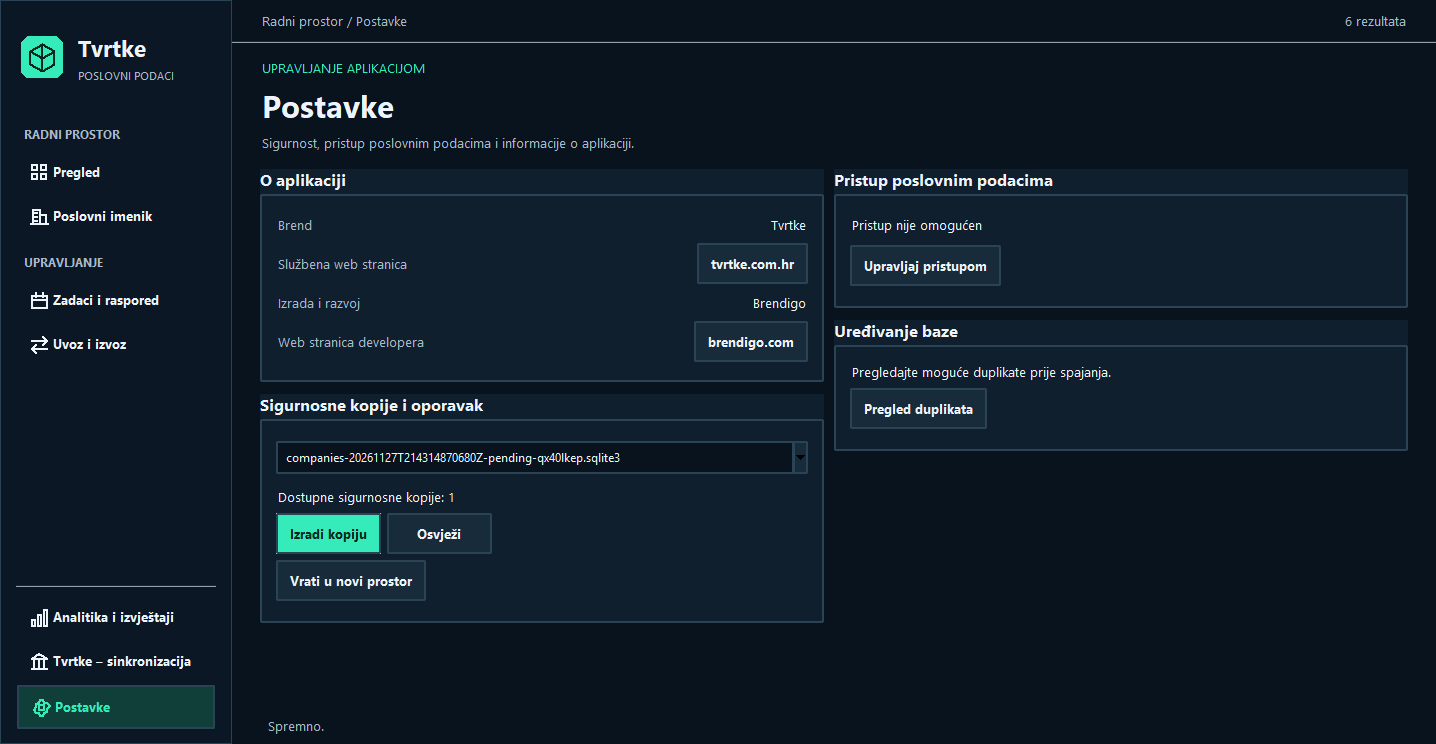 Tvrtke
POSLOVNI PODACI
RADNI PROSTOR
Pregled
Poslovni imenik
UPRAVLJANJE
Zadaci i raspored
Uvoz i izvoz
Analitika i izvještaji
Tvrtke – sinkronizacija
Postavke
Radni prostor / Postavke
6 rezultata
UPRAVLJANJE APLIKACIJOM
Postavke
Sigurnost, pristup poslovnim podacima i informacije o aplikaciji.
O aplikaciji
Brend Tvrtke
Službena web stranica tvrtke.com.hr
Izrada i razvoj Brendigo
Web stranica developera brendigo.com
Sigurnosne kopije i oporavak
companies-20261127T214314870680Z-pending-qx40lkep.sqlite3
Dostupne sigurnosne kopije: 1
Izradi kopiju Osvježi
Vrati u novi prostor
Pristup poslovnim podacima
Pristup nije omogućen
Upravljaj pristupom
Uređivanje baze
Pregledajte moguće duplikate prije spajanja.
Pregled duplikata
Spremno.